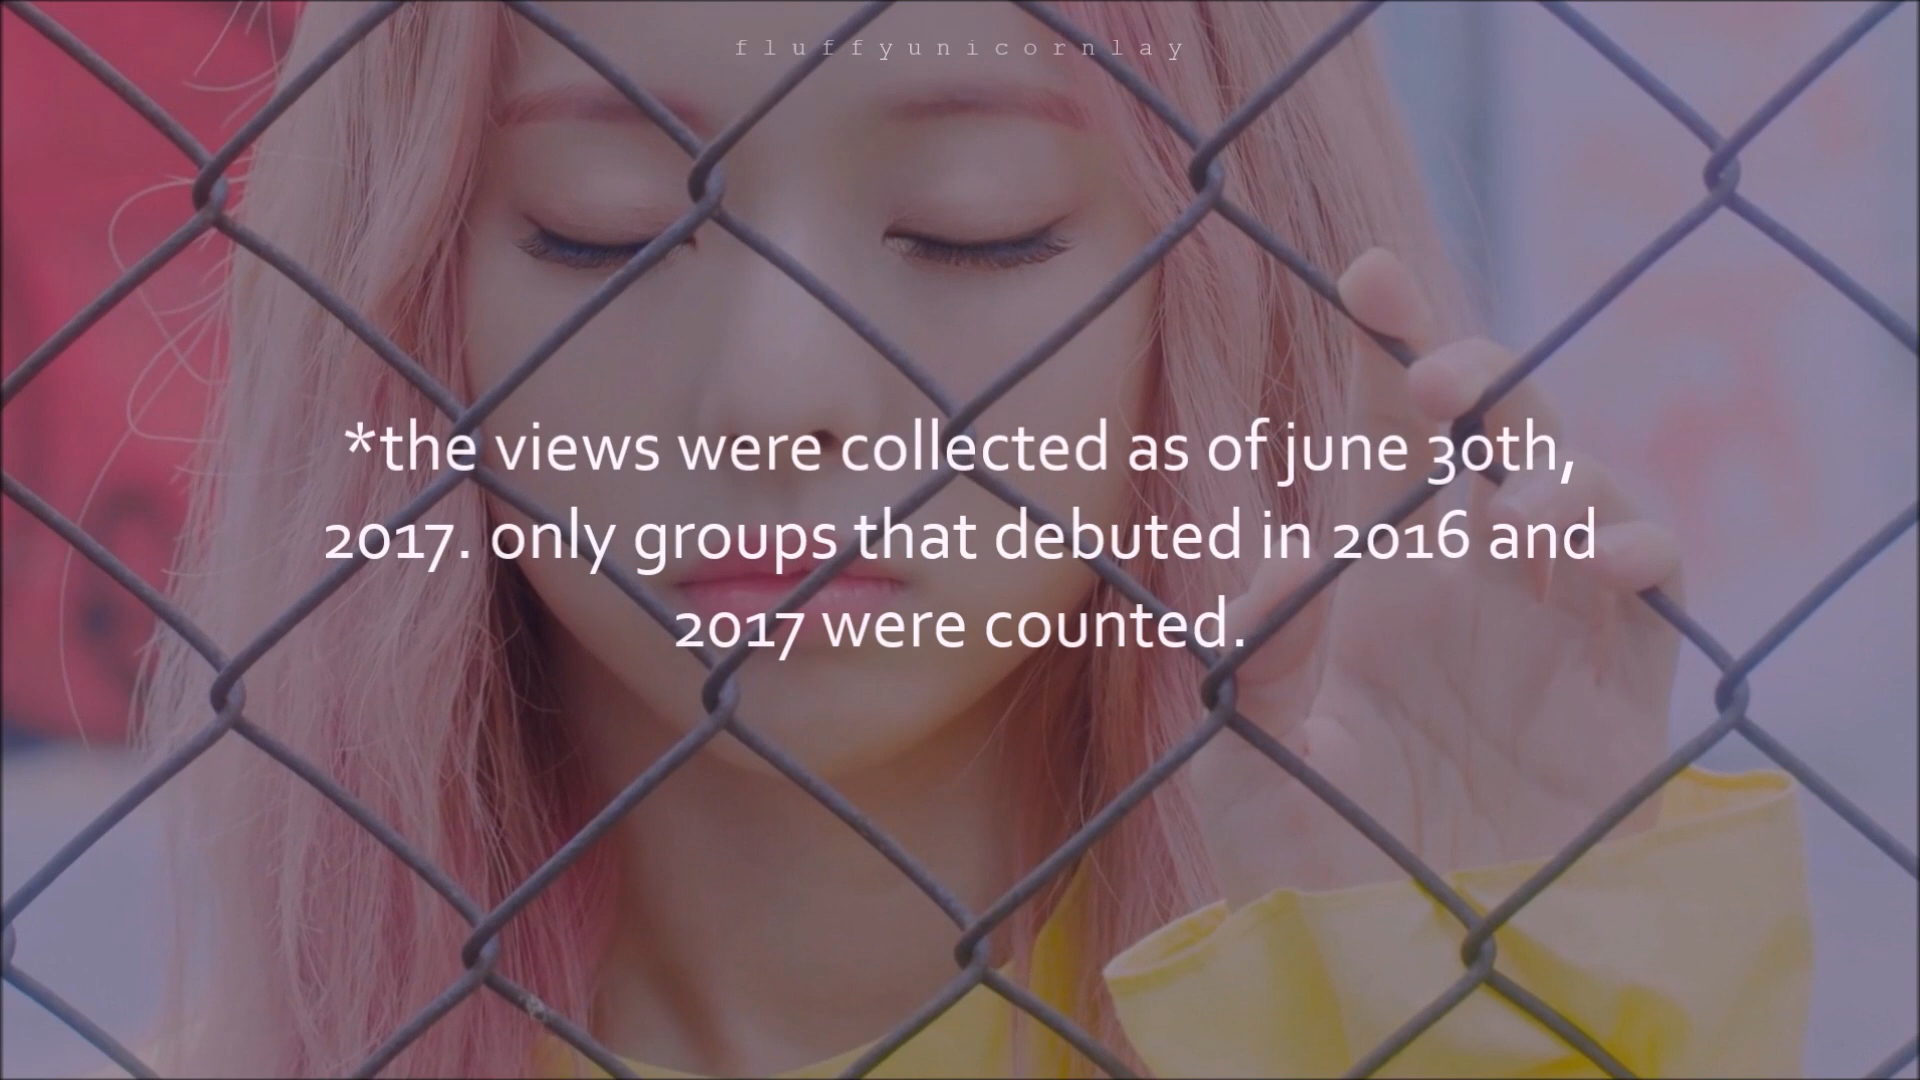 fluffyunicornlay
*the views were collected as of june 30th,
2017. only groups that debuted in 2016 and
2017 were counted.